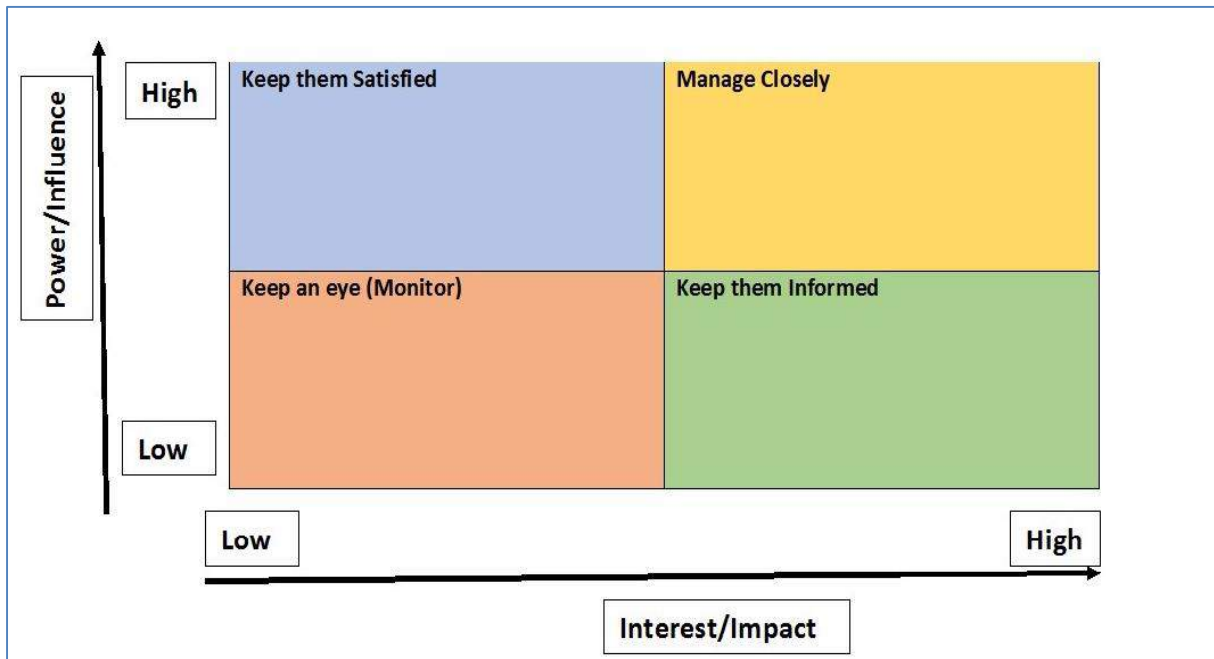 Power/Influence
High
Keep them Satisfied
Manage Closely
Keep an eye (Monitor)
Keep them Informed
Low
Low
High
Interest/Impact